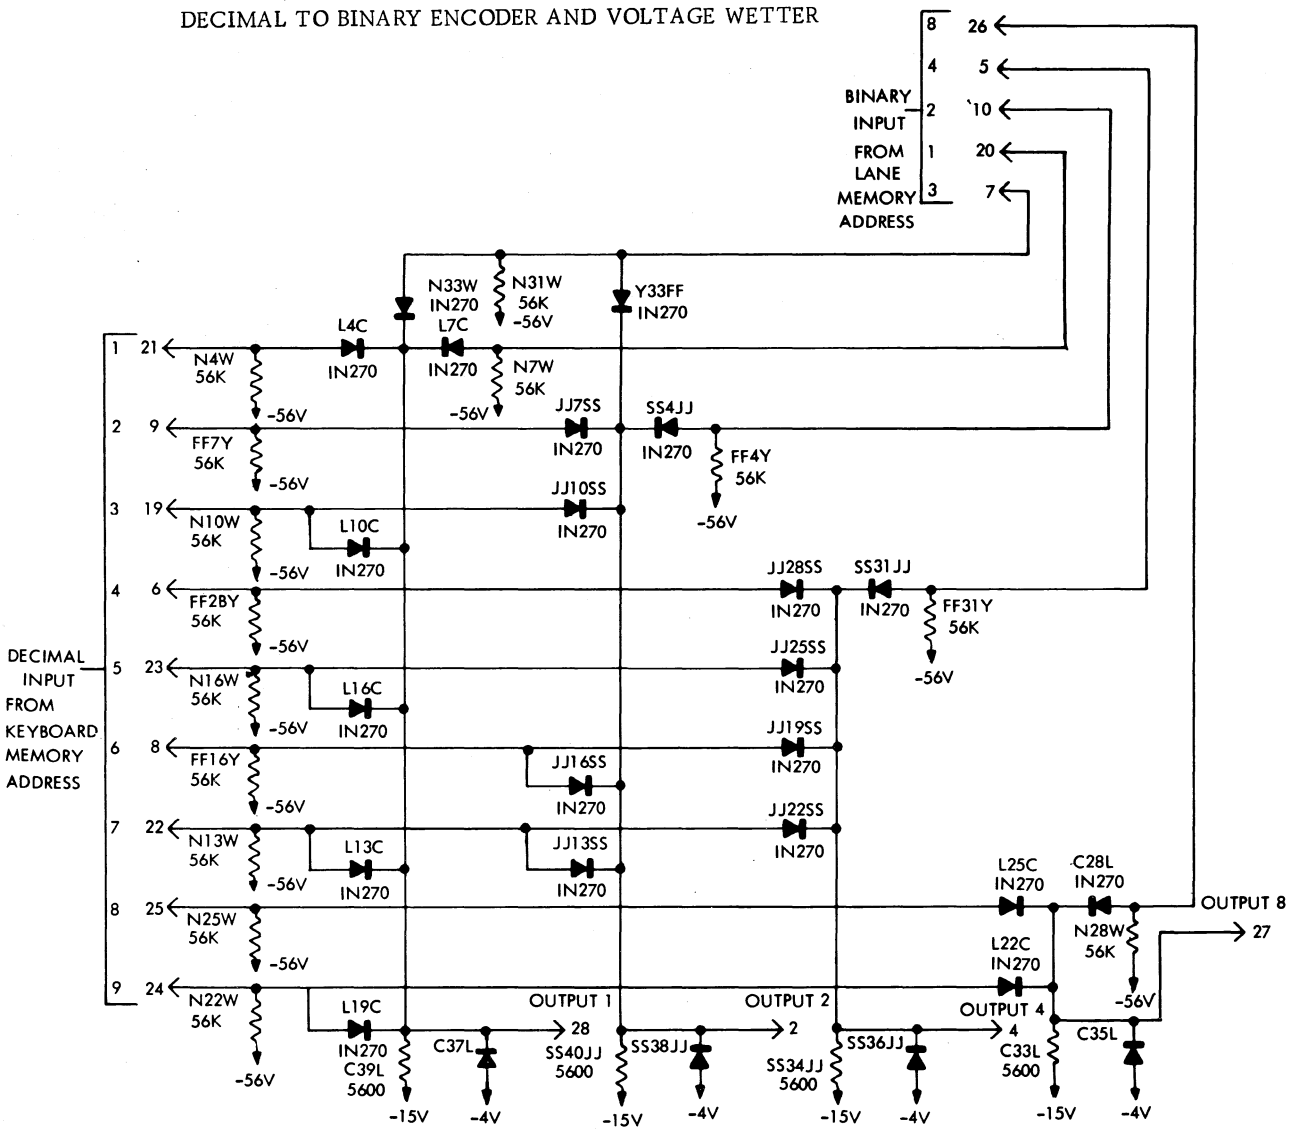 DECIMAL TO BINARY ENCODER AND VOLTAGE WETTER
8 26
4 5
BINARY 2 10
INPUT
FROM 1 20
LANE
MEMORY 3 7
ADDRESS
N33W N31W Y33FF
IN270 56K IN270
-56V
L4C L7C
1 21
N4W IN270 IN270 N7W
56K 56K
-56V -56V
JJ7SS SS4JJ
2 9
FF7Y IN270 IN270 FF4Y
56K 56K
-56V
JJ10SS -56V
3 19
N10W L10C IN270
56K
IN270
-56V
JJ28SS SS31JJ
4 6
FF2BY IN270 IN270 FF31Y
56K 56K
-56V
JJ25SS
DECIMAL 5 23 -56V
INPUT N16W L16C IN270
FROM 56K
KEYBOARD -56V IN270
MEMORY JJ19SS
ADDRESS 6 8
FF16Y JJ16SS IN270
56K
-56V IN270
JJ22SS
7 22
N13W L13C JJ13SS IN270
56K
-56V IN270 IN270
L25C C28L
IN270 IN270
8 25 OUTPUT 8
N25W N28W 27
56K 56K
L22C
-56V IN270
9 24
N22W L19C OUTPUT 1 OUTPUT 2 OUTPUT 4 -56V
56K 28 2 4
IN270 C37L SS40JJ SS38JJ SS34JJ SS36JJ C33L C35L
C39L 5600 5600 5600
-56V 5600
-15V -4V -15V -4V -15V -4V -15V -4V